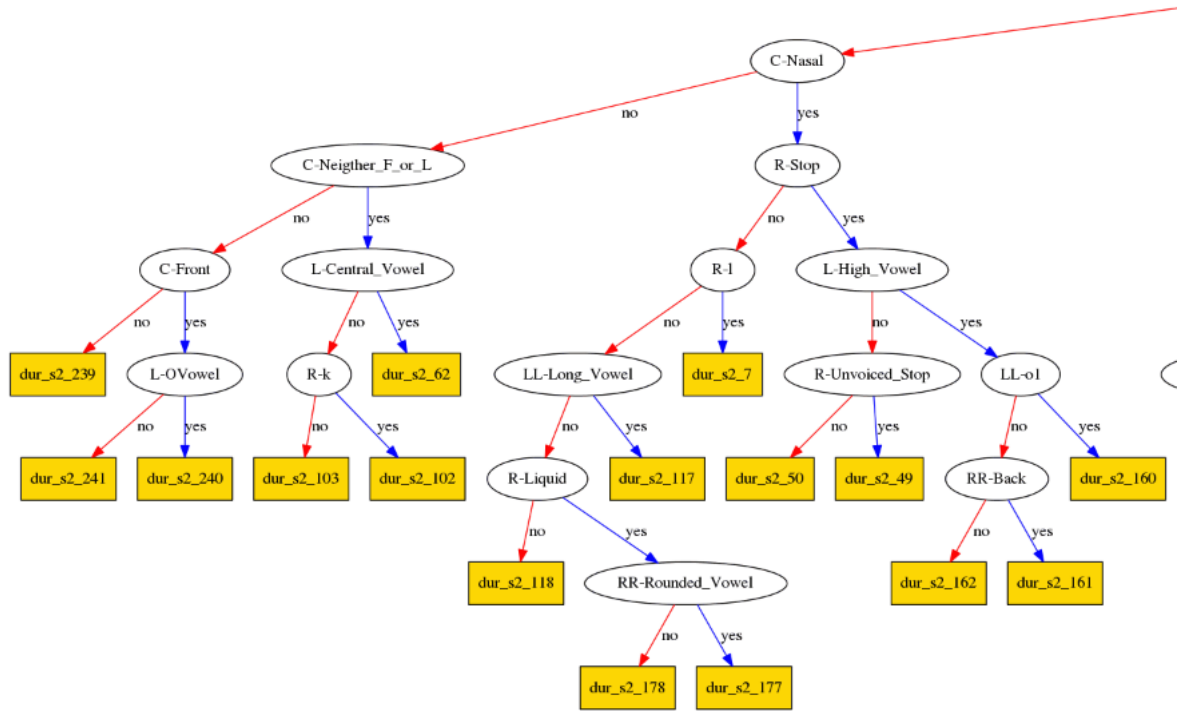 C-Nasal
no
yes
C-Neigther_F_or_L
R-Stop
no
yes
no
yes
C-Front
L-Central_Vowel
R-l
L-High_Vowel
no
yes
no
yes
no
yes
no
yes
dur_s2_239
L-OVowel
R-k
dur_s2_62
LL-Long_Vowel
dur_s2_7
R-Unvoiced_Stop
LL-o1
no
yes
no
yes
no
yes
no
yes
no
yes
dur_s2_241
dur_s2_240
dur_s2_103
dur_s2_102
R-Liquid
dur_s2_117
dur_s2_50
dur_s2_49
RR-Back
dur_s2_160
no
yes
no
yes
dur_s2_118
RR-Rounded_Vowel
dur_s2_162
dur_s2_161
no
yes
dur_s2_178
dur_s2_177